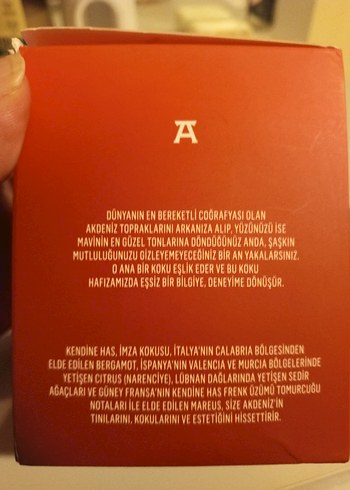 A
DÜNYANIN EN BEREKETLİ COĞRAFYASI OLAN
AKDENİZ TOPRAKLARINI ARKANIZA ALIP, YÜZÜNÜZÜ İSE
MAVİNİN EN GÜZEL TONLARINA DÖNDÜĞÜNÜZ ANDA, ŞAŞKIN
MUTLULUĞUNUZU GİZLEYEMEYECEĞİNİZ BİR AN YAKALARSINIZ.
O ANA BİR KOKU EŞLİK EDER VE BU KOKU
HAFIZAMIZDA EŞSİZ BİR BİLGİYE, DENEYİME DÖNÜŞÜR.
KENDİNE HAS, İMZA KOKUSU, İTALYA'NIN CALABRIA BÖLGESİNDEN
ELDE EDİLEN BERGAMOT, İSPANYA'NIN VALENCIA VE MURCIA BÖLGELERİNDE
YETİŞEN CITRUS (NARENCİYE), LÜBNAN DAĞLARINDA YETİŞEN SEDİR
AĞAÇLARI VE GÜNEY FRANSA'NIN KENDİNE HAS FRENK ÜZÜMÜ TOMURCUĞU
NOTALARI İLE ELDE EDİLEN MAREUS, SİZE AKDENİZ'İN
TINILARINI, KOKULARINI VE ESTETİĞİNİ HİSSETTİRİR.